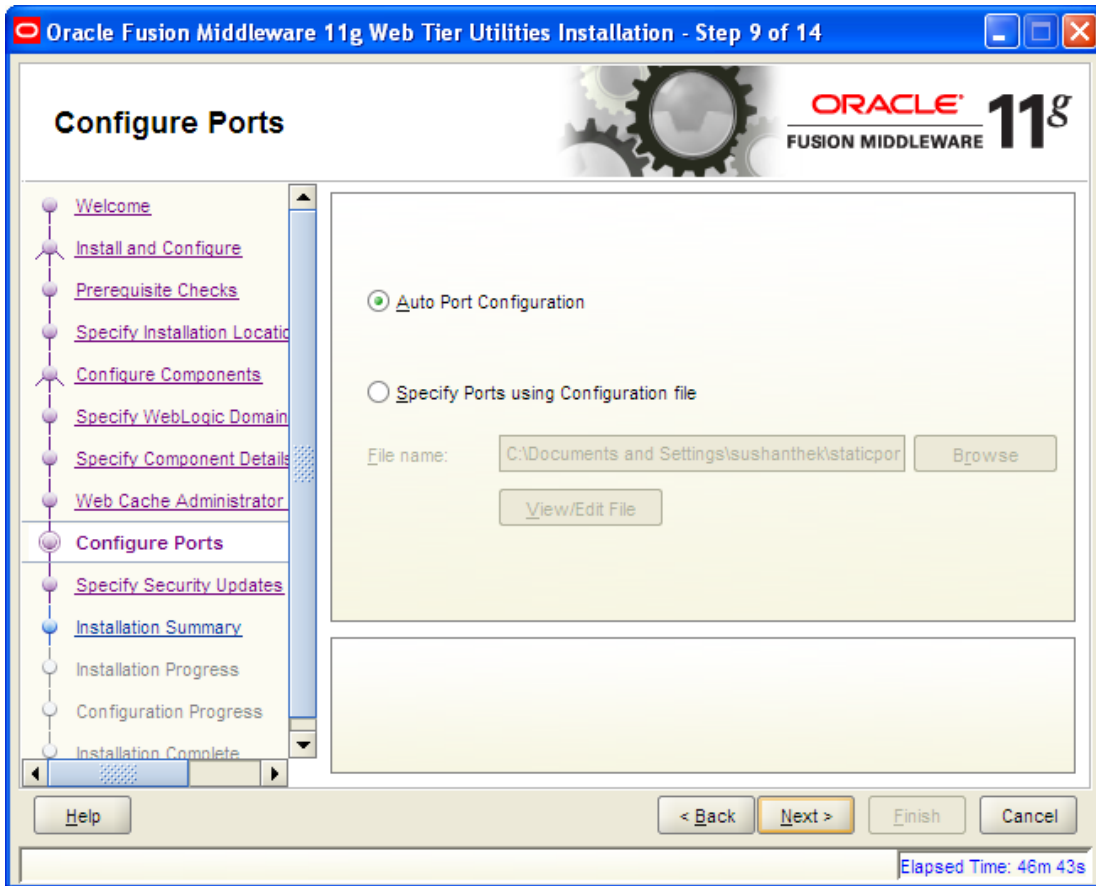 Oracle Fusion Middleware 11g Web Tier Utilities Installation - Step 9 of 14
Configure Ports
ORACLE
FUSION MIDDLEWARE
11g
Welcome
Install and Configure
Prerequisite Checks
Specify Installation Locatio
Configure Components
Specify WebLogic Domain
Specify Component Details
Web Cache Administrator
Configure Ports
Specify Security Updates
Installation Summary
Installation Progress
Configuration Progress
Installation Complete
Auto Port Configuration
Specify Ports using Configuration file
File name:
C:\Documents and Settings\sushanthek\staticpor
Browse
View/Edit File
Help
< Back
Next >
Finish
Cancel
Elapsed Time: 46m 43s